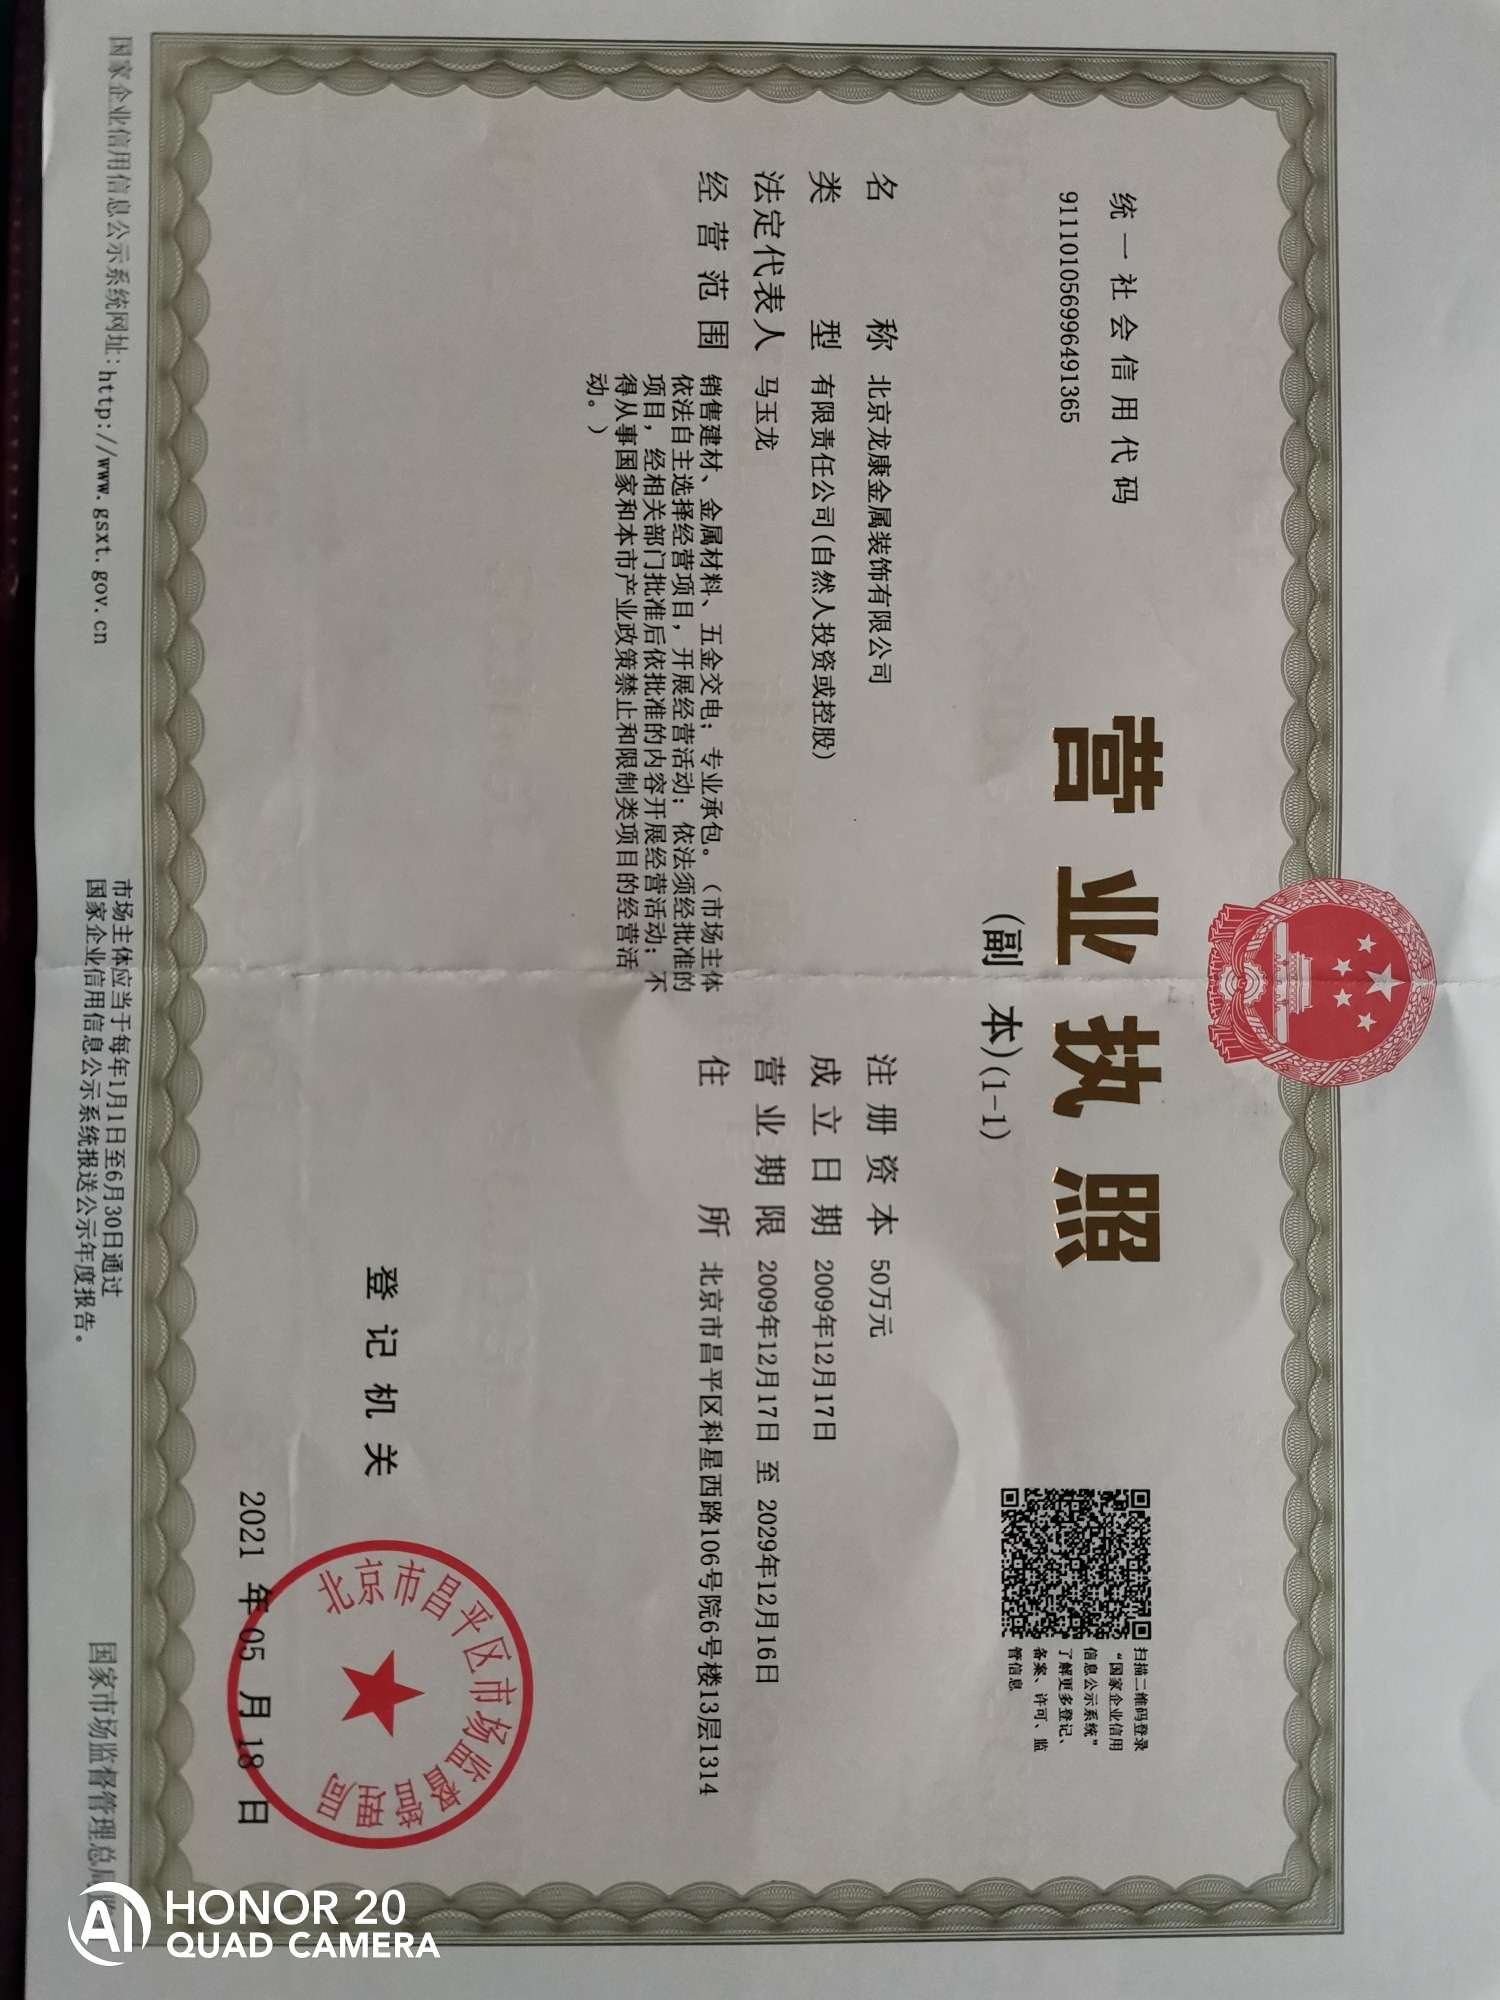 统一社会信用代码
911101056996491365
营业执照
(副 本)(1-1)
扫描二维码登录
“国家企业信用
信息公示系统”
了解更多登记、
备案、许可、监
管信息
名 称 北京龙康金属装饰有限公司
类 型 有限责任公司(自然人投资或控股)
法定代表人 马玉龙
经营范围 销售建材、金属材料、五金交电；专业承包。（市场主体
依法自主选择经营项目，开展经营活动；依法须经批准的
项目，经相关部门批准后依批准的内容开展经营活动；不
得从事国家和本市产业政策禁止和限制类项目的经营活
动。）
注册资本 50万元
成立日期 2009年12月17日
营业期限 2009年12月17日 至 2029年12月16日
住 所 北京市昌平区科星西路106号院6号楼13层1314
登记机关
北京市昌平区市场监督管理局
2021 年 05 月 18 日
国家企业信用信息公示系统网址:http://www.gsxt.gov.cn
市场主体应当于每年1月1日至6月30日通过
国家企业信用信息公示系统报送公示年度报告。
国家市场监督管理总局
AI HONOR 20
QUAD CAMERA